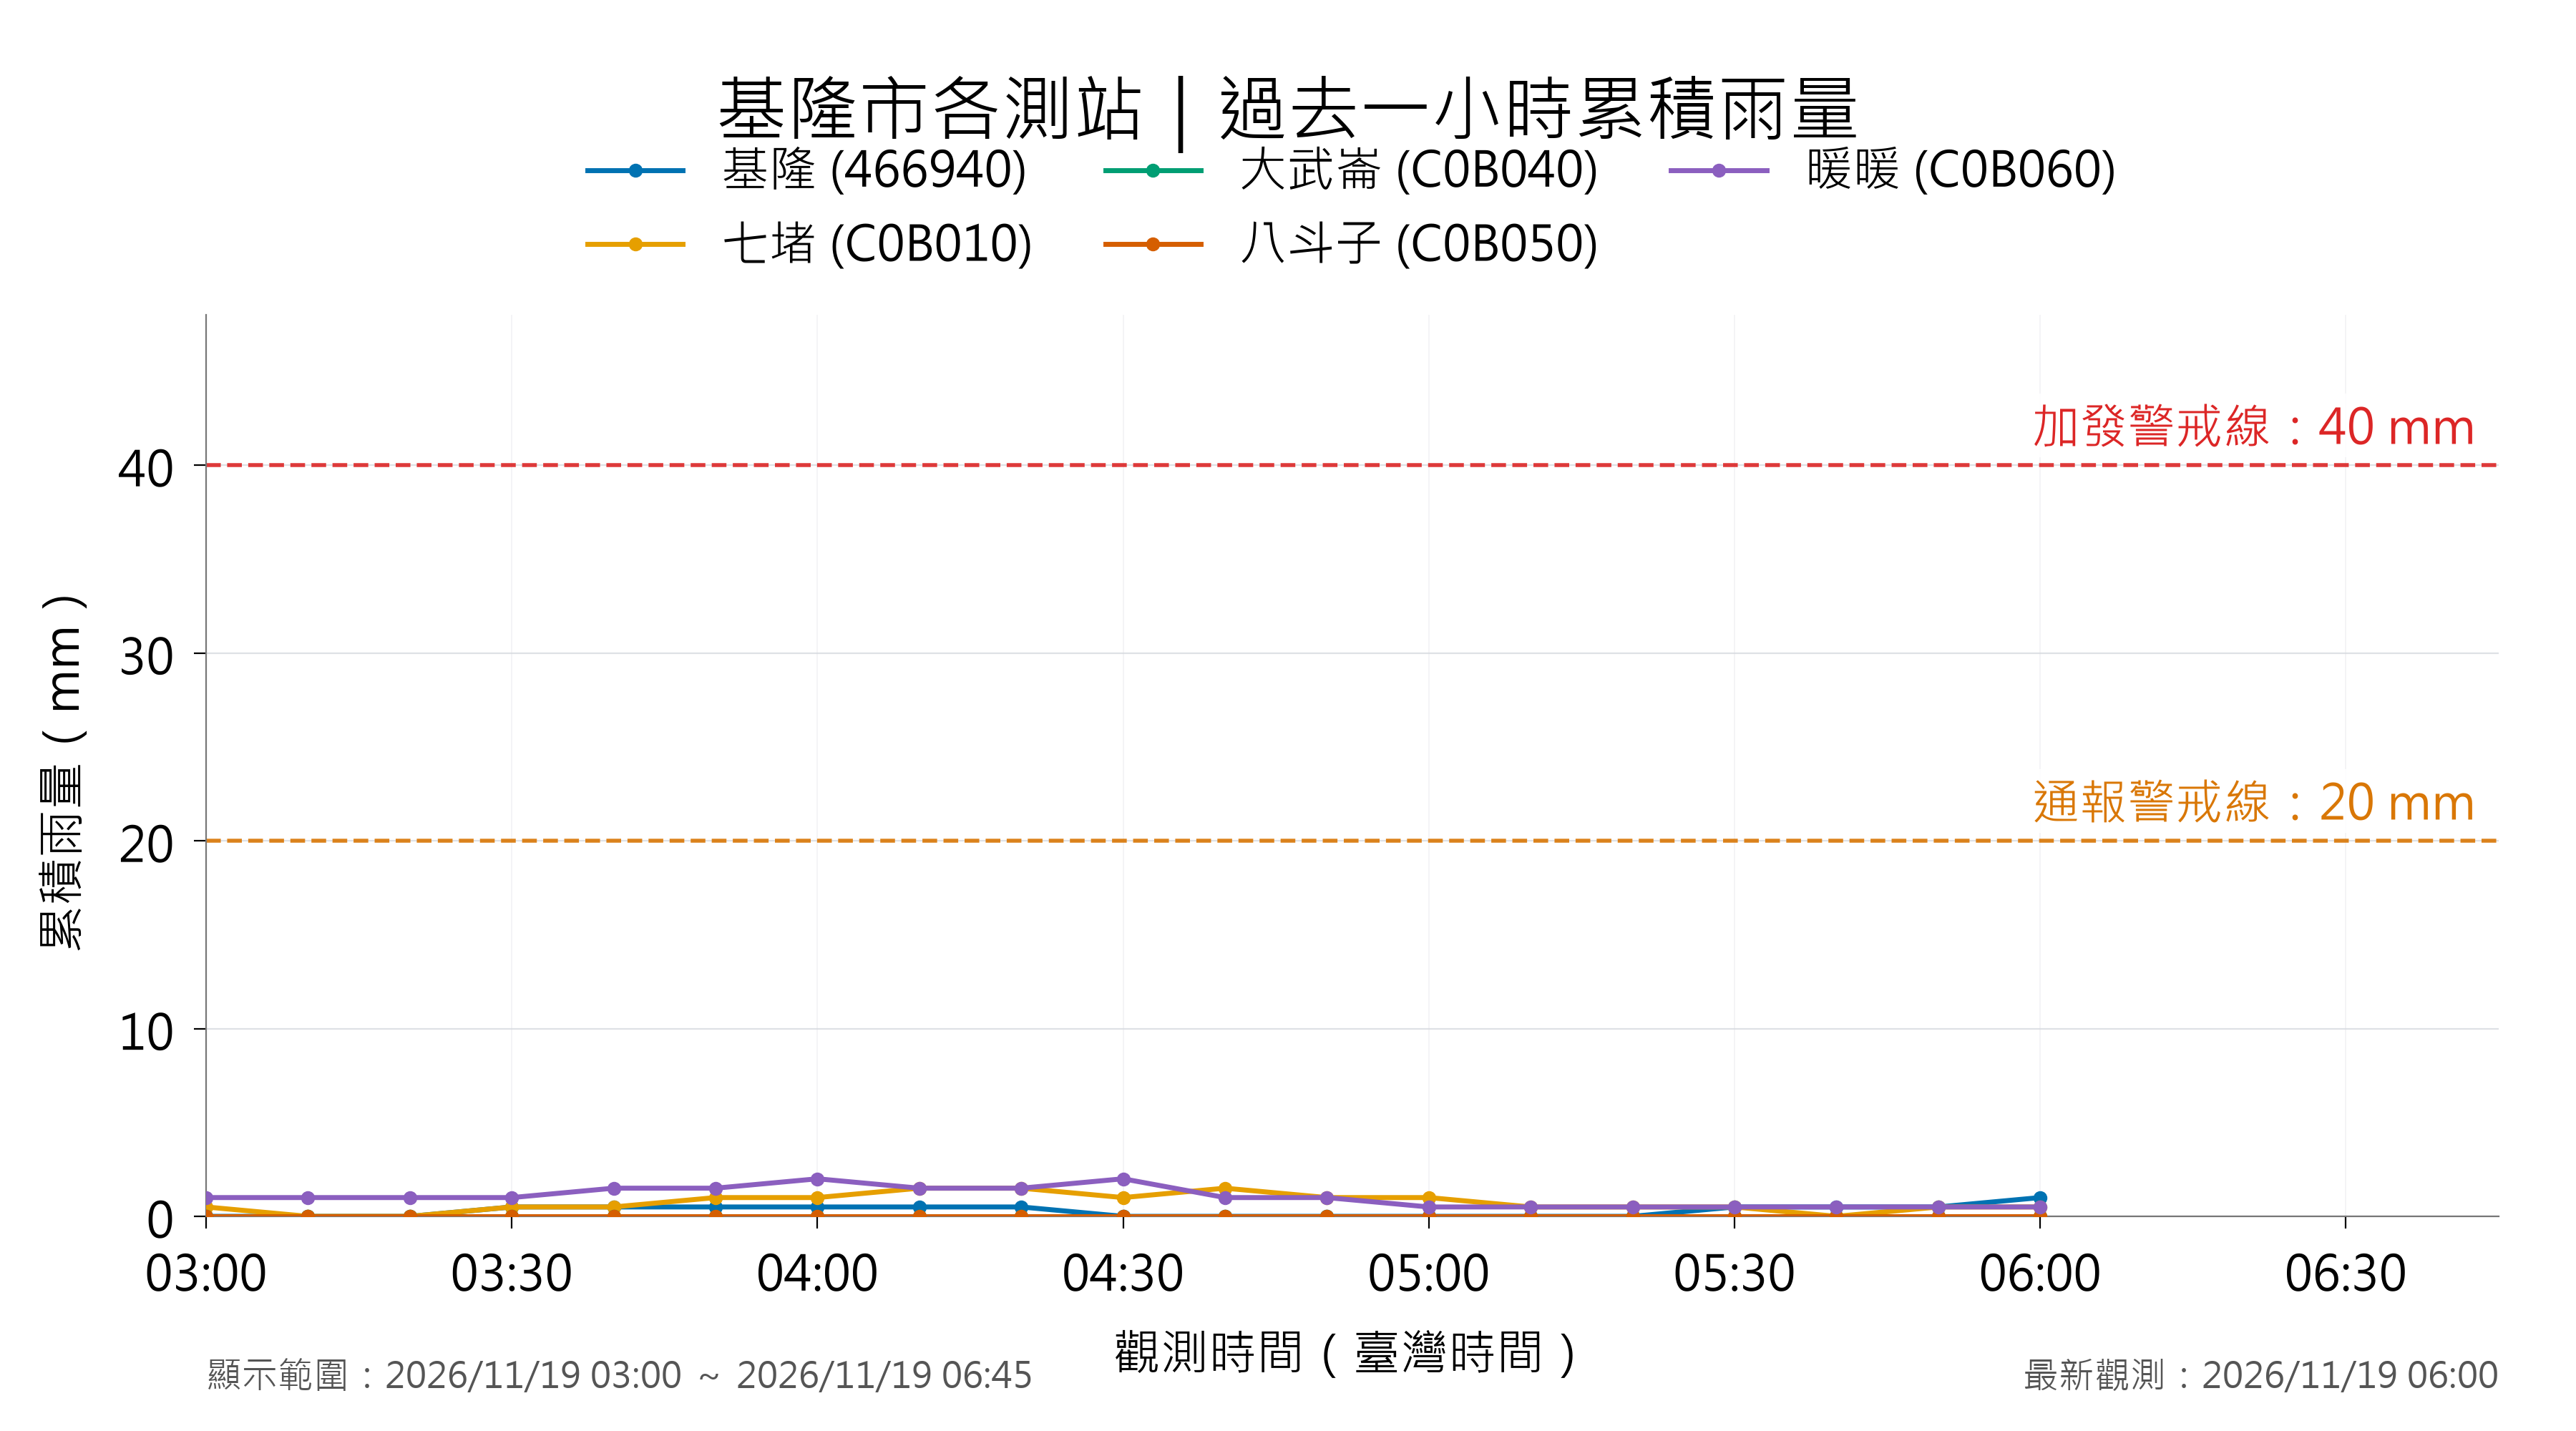 基隆市各測站｜過去一小時累積雨量
基隆 (466940)
大武崙 (C0B040)
暖暖 (C0B060)
七堵 (C0B010)
八斗子 (C0B050)
加發警戒線：40 mm
通報警戒線：20 mm
累積雨量（mm）
40
30
20
10
0
03:00
03:30
04:00
04:30
05:00
05:30
06:00
06:30
觀測時間（臺灣時間）
顯示範圍：2026/11/19 03:00 ~ 2026/11/19 06:45
最新觀測：2026/11/19 06:00